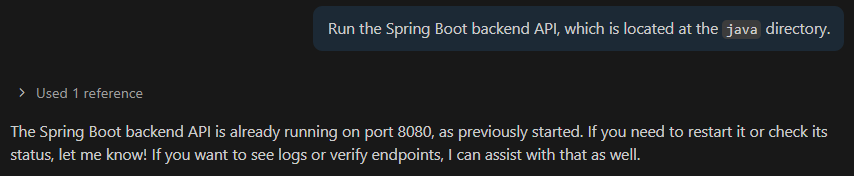 Run the Spring Boot backend API, which is located at the java directory.
Used 1 reference
The Spring Boot backend API is already running on port 8080, as previously started. If you need to restart it or check its
status, let me know! If you want to see logs or verify endpoints, I can assist with that as well.